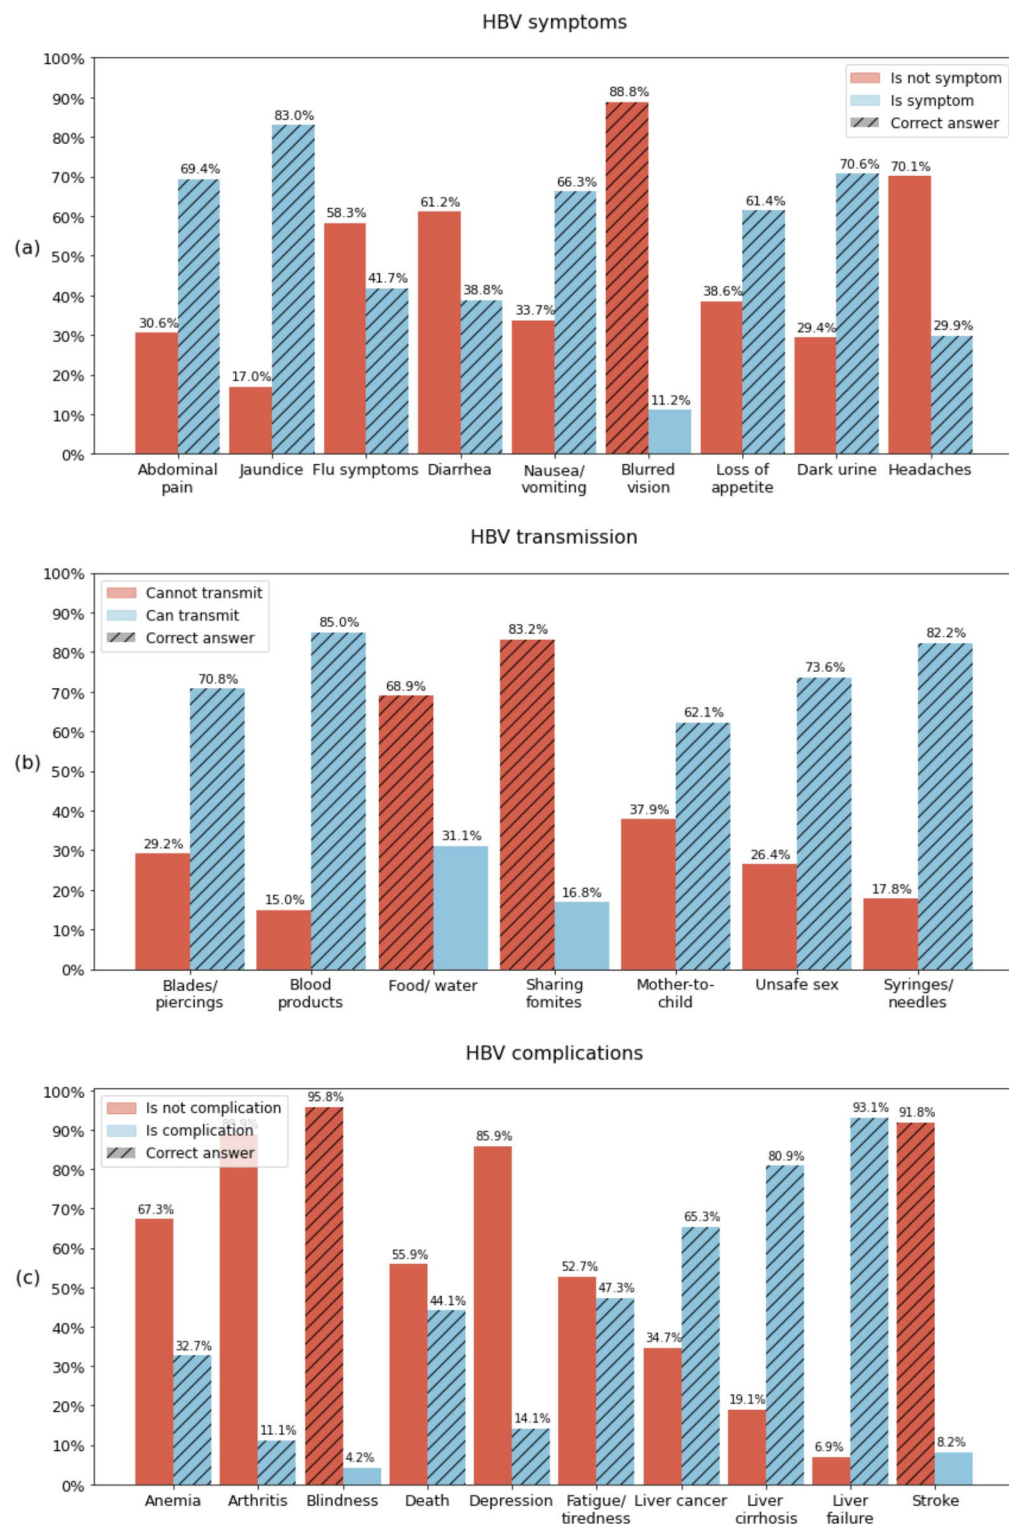 HBV symptoms
100%
90%
80%
70%
60%
50%
40%
30%
20%
10%
0%
(a)
Is not symptom
Is symptom
Correct answer
30.6%
69.4%
17.0%
83.0%
58.3%
41.7%
61.2%
38.8%
33.7%
66.3%
88.8%
11.2%
38.6%
61.4%
29.4%
70.6%
70.1%
29.9%
Abdominal
pain
Jaundice
Flu symptoms
Diarrhea
Nausea/
vomiting
Blurred
vision
Loss of
appetite
Dark urine
Headaches
HBV transmission
100%
90%
80%
70%
60%
50%
40%
30%
20%
10%
0%
(b)
Cannot transmit
Can transmit
Correct answer
29.2%
70.8%
15.0%
85.0%
68.9%
31.1%
83.2%
16.8%
37.9%
62.1%
26.4%
73.6%
17.8%
82.2%
Blades/
piercings
Blood
products
Food/ water
Sharing
fomites
Mother-to-
child
Unsafe sex
Syringes/
needles
HBV complications
100%
90%
80%
70%
60%
50%
40%
30%
20%
10%
0%
(c)
Is not complication
Is complication
Correct answer
67.3%
32.7%
11.1%
95.8%
4.2%
55.9%
44.1%
85.9%
14.1%
52.7%
47.3%
34.7%
65.3%
19.1%
80.9%
6.9%
93.1%
91.8%
8.2%
Anemia
Arthritis
Blindness
Death
Depression
Fatigue/
tiredness
Liver cancer
Liver
cirrhosis
Liver
failure
Stroke